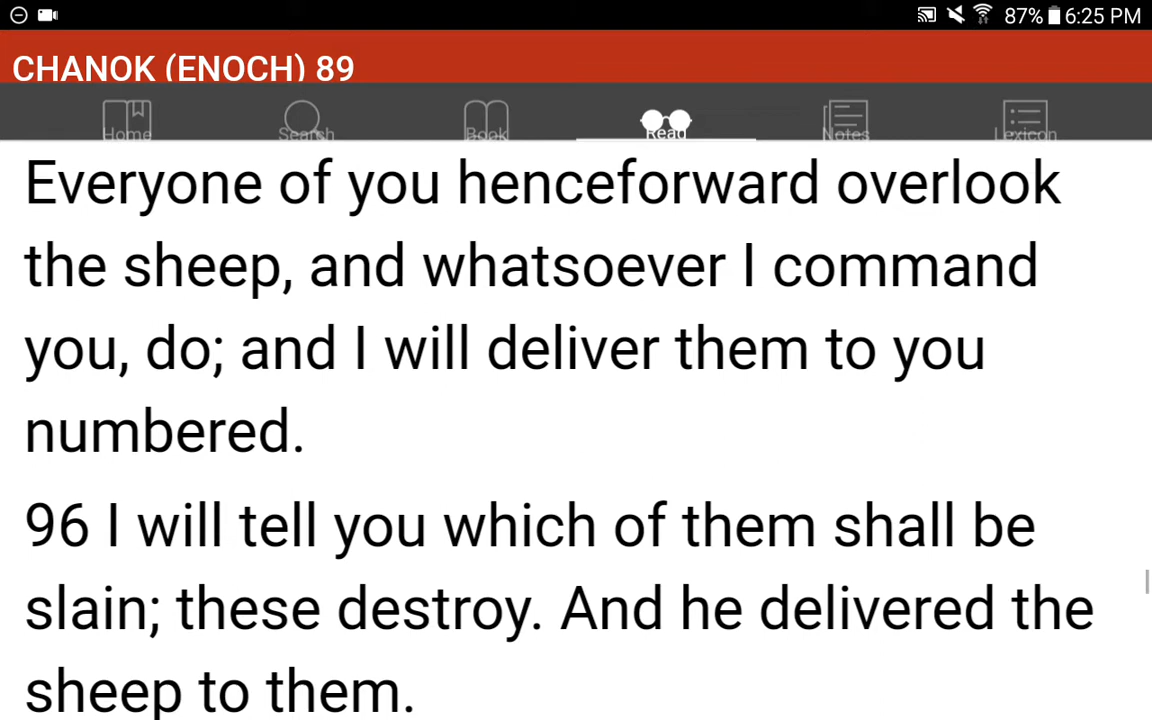 87% 6:25 PM
CHANOK (ENOCH) 89
Home Search Book Read Notes Lexicon
Everyone of you henceforward overlook
the sheep, and whatsoever I command
you, do; and I will deliver them to you
numbered.
96 I will tell you which of them shall be
slain; these destroy. And he delivered the
sheep to them.